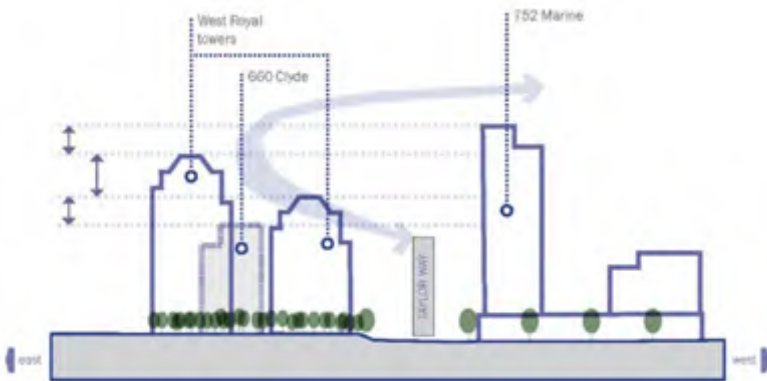 West Royal
towers
660 Clyde
752 Marine
TAYLOR WAY
east
west